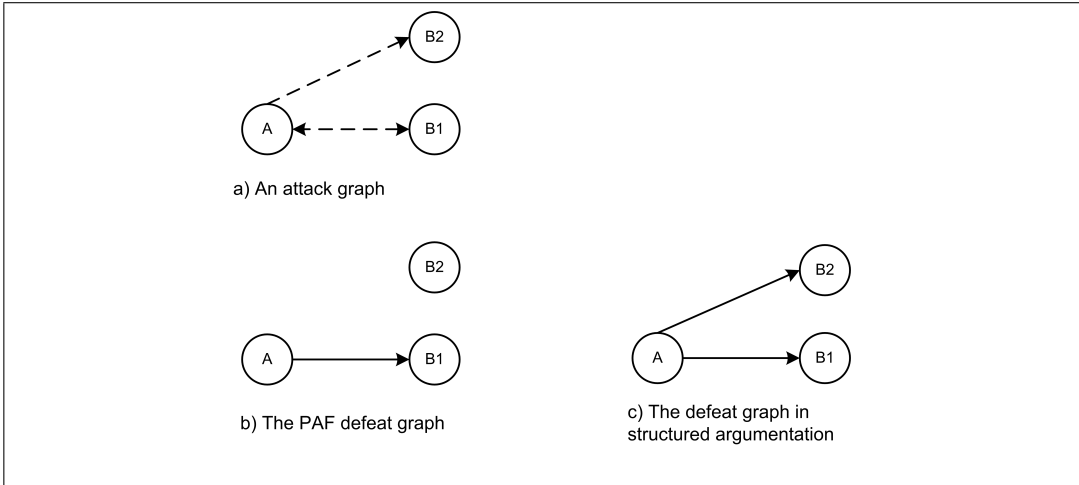 B2
A
B1
a) An attack graph
B2
A
B1
b) The PAF defeat graph
B2
A
B1
c) The defeat graph in
structured argumentation